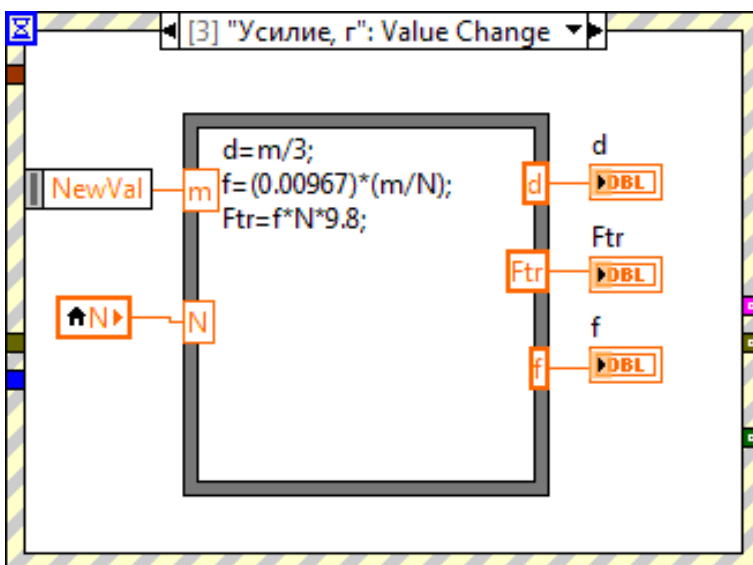 [3] "Усилие, г": Value Change
d=m/3;
f=(0.00967)*(m/N);
Ftr=f*N*9.8;
NewVal
m
N
N
d
Ftr
f
d
DBL
Ftr
DBL
f
DBL